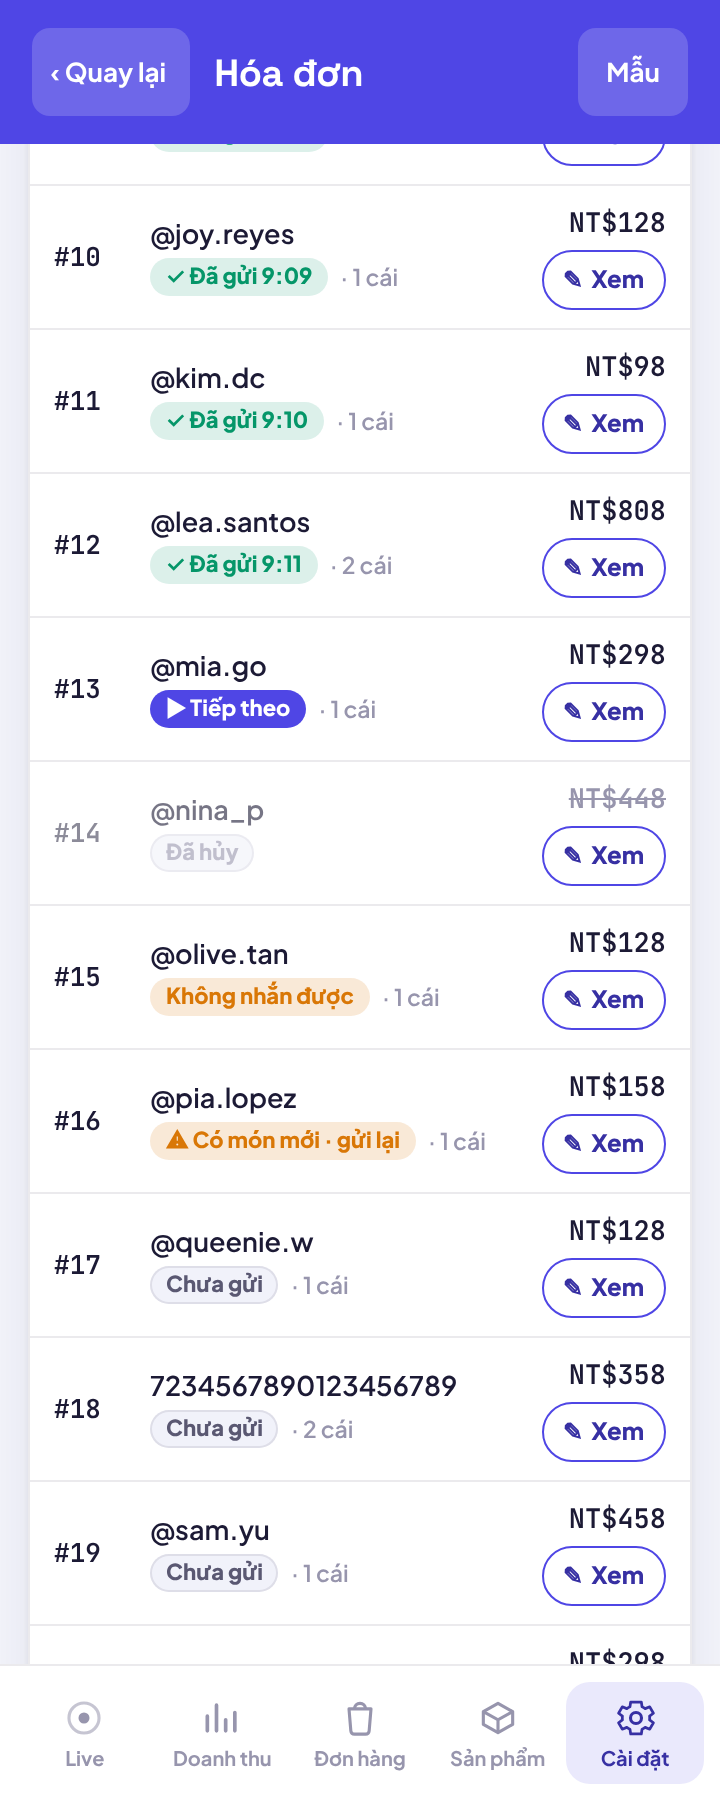 ‹ Quay lại
Hóa đơn
Mẫu
#10
@joy.reyes
✓ Đã gửi 9:09 · 1 cái
NT$128
✎ Xem
#11
@kim.dc
✓ Đã gửi 9:10 · 1 cái
NT$98
✎ Xem
#12
@lea.santos
✓ Đã gửi 9:11 · 2 cái
NT$808
✎ Xem
#13
@mia.go
▶ Tiếp theo · 1 cái
NT$298
✎ Xem
#14
@nina_p
Đã hủy
NT$448
✎ Xem
#15
@olive.tan
Không nhắn được · 1 cái
NT$128
✎ Xem
#16
@pia.lopez
⚠ Có món mới · gửi lại · 1 cái
NT$158
✎ Xem
#17
@queenie.w
Chưa gửi · 1 cái
NT$128
✎ Xem
#18
7234567890123456789
Chưa gửi · 2 cái
NT$358
✎ Xem
#19
@sam.yu
Chưa gửi · 1 cái
NT$458
✎ Xem
NT$298
Live
Doanh thu
Đơn hàng
Sản phẩm
Cài đặt